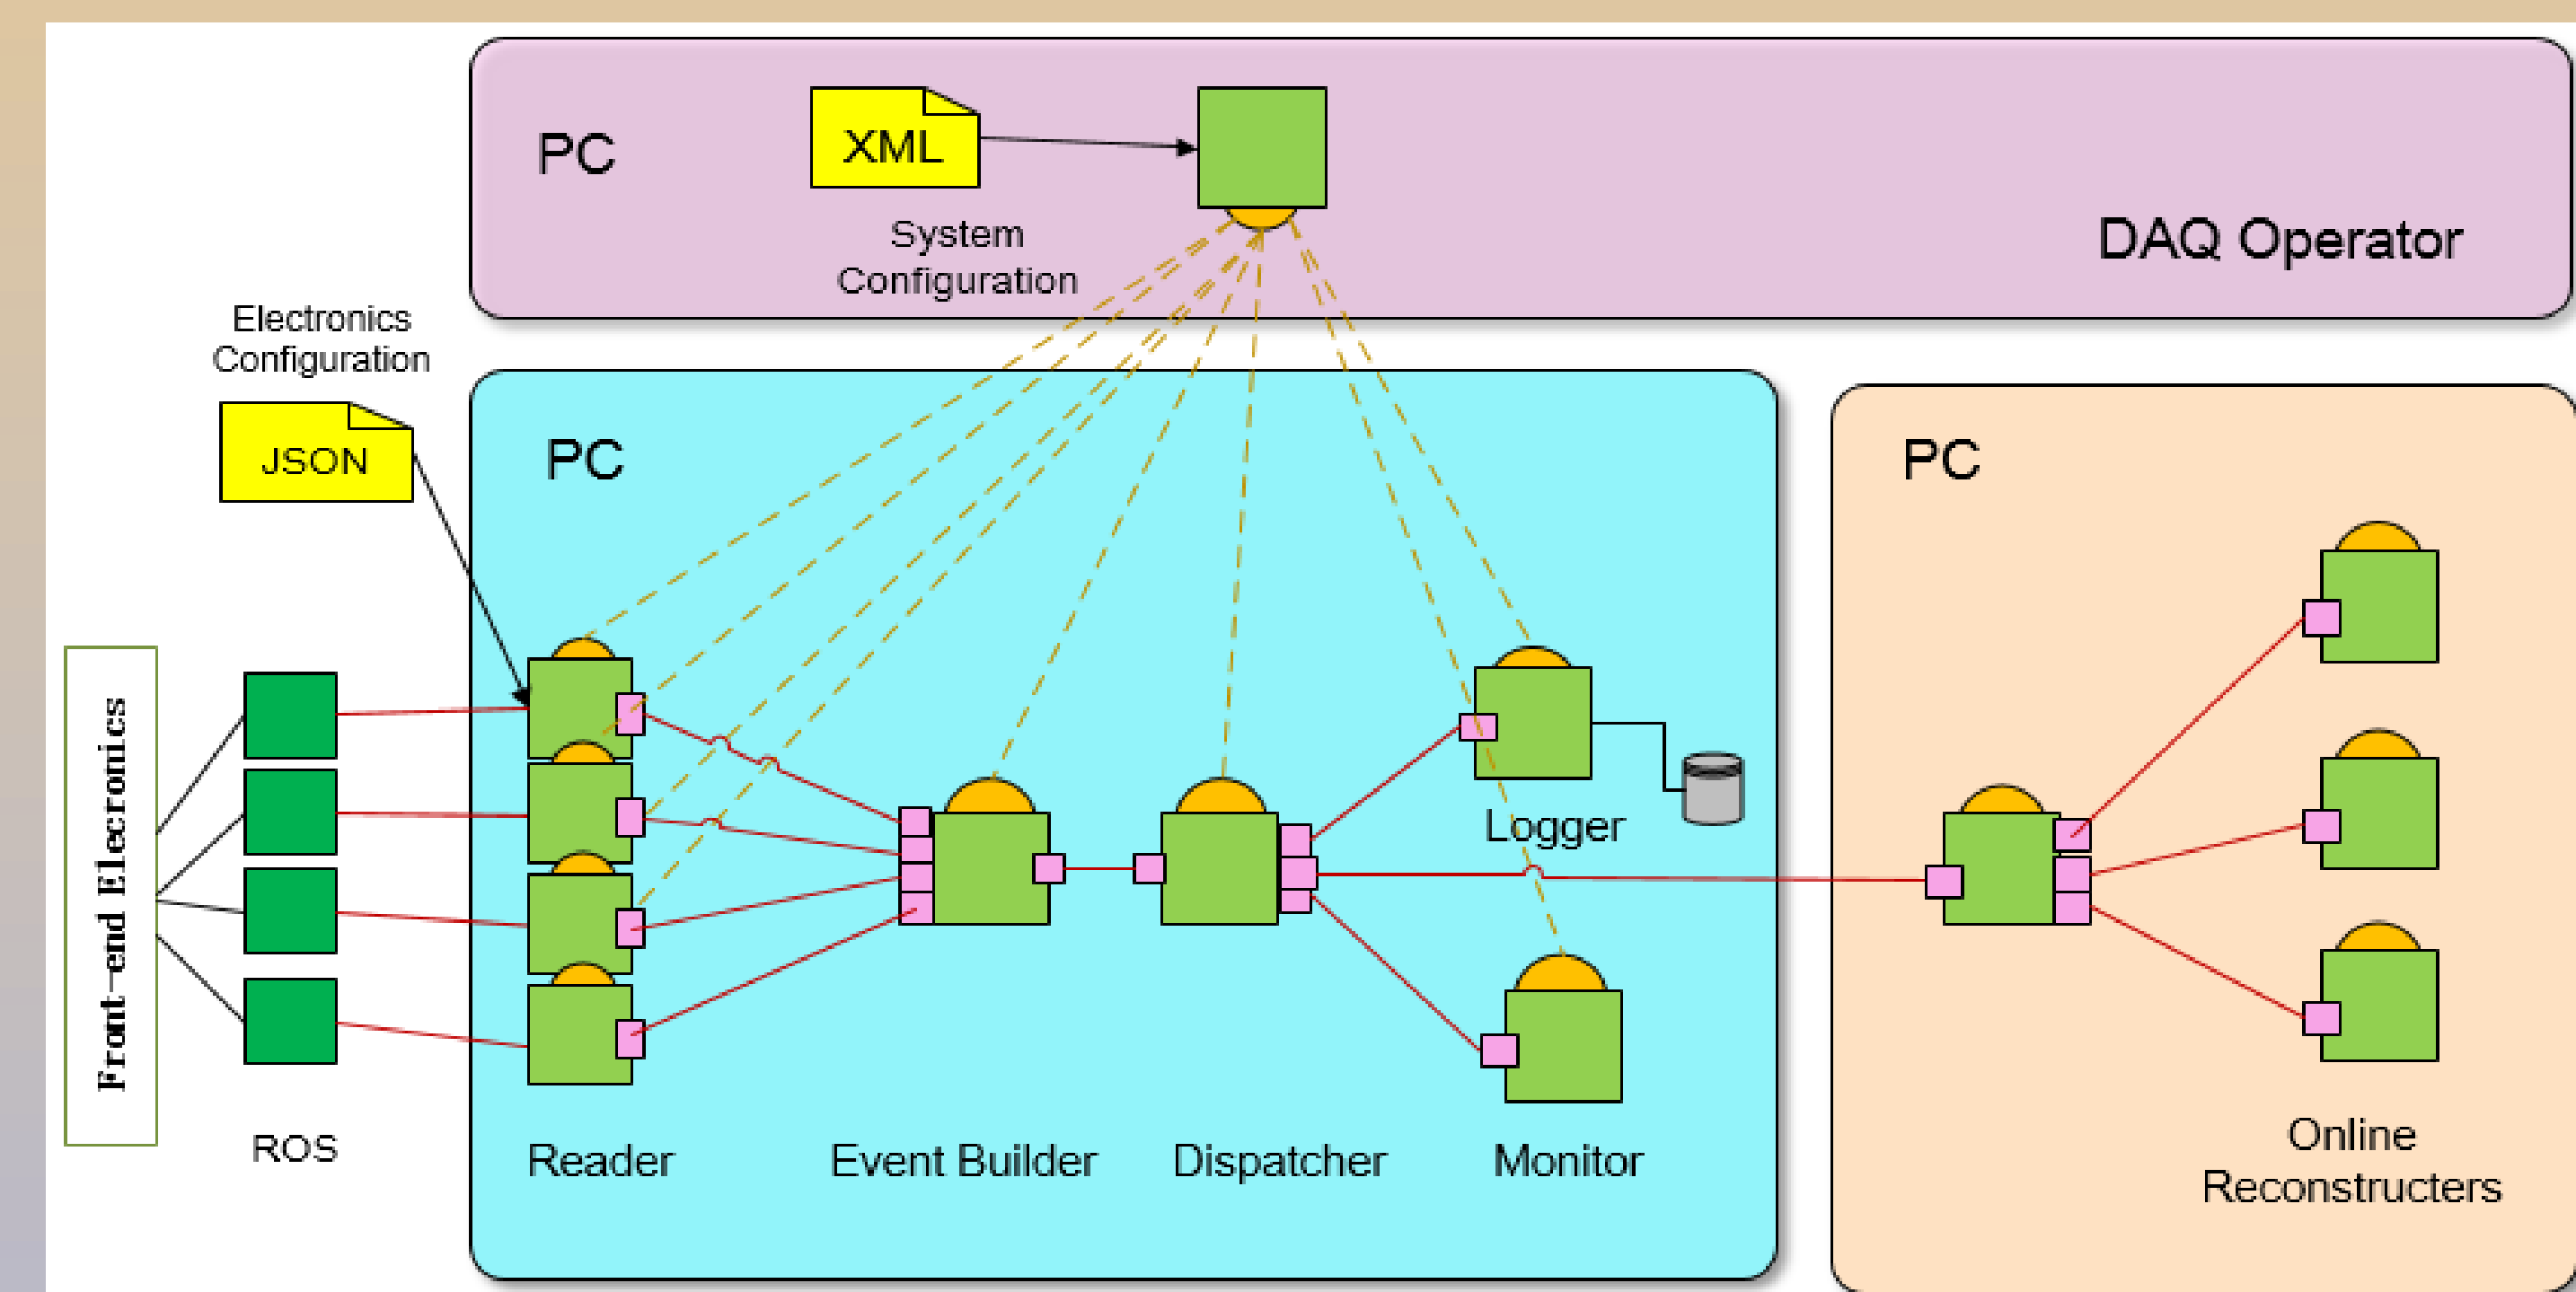 PC
XML
System
Configuration
DAQ Operator
Electronics
Configuration
JSON
PC
PC
Front-end Elecronics
Logger
ROS
Reader
Event Builder
Dispatcher
Monitor
Online
Reconstructers